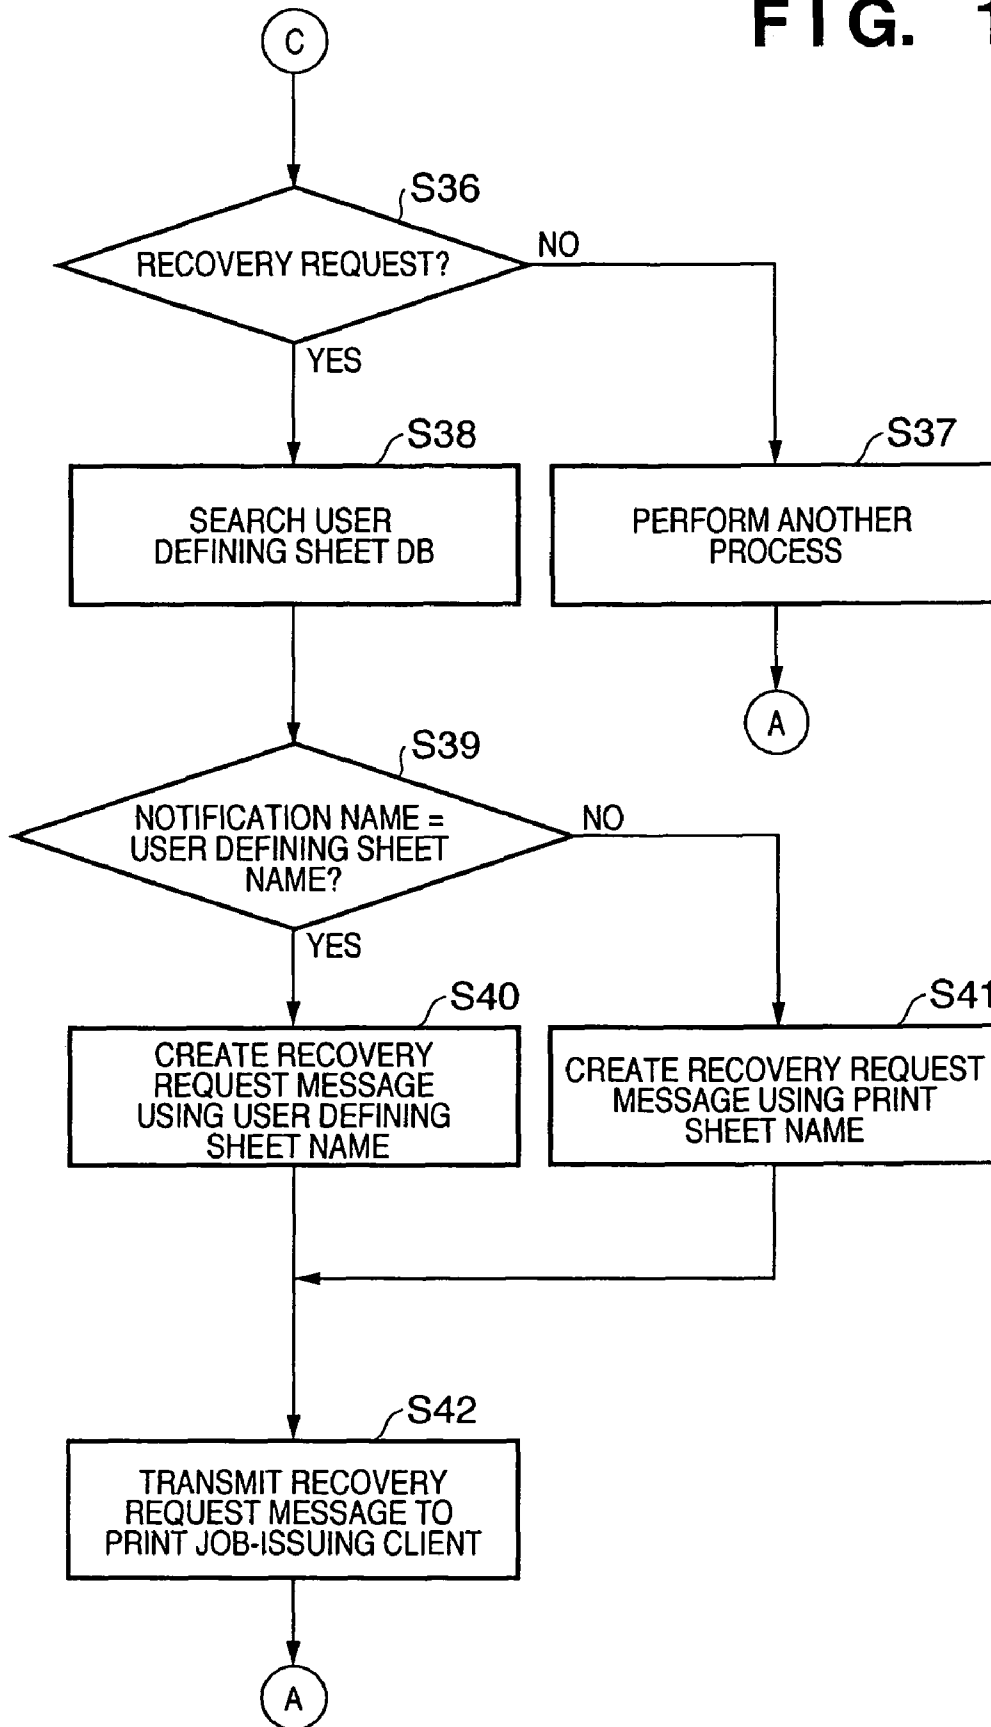 FIG. 1
C
S36
RECOVERY REQUEST?
NO
YES
S38
SEARCH USER
DEFINING SHEET DB
S37
PERFORM ANOTHER
PROCESS
A
S39
NOTIFICATION NAME =
USER DEFINING SHEET
NAME?
NO
YES
S40
CREATE RECOVERY
REQUEST MESSAGE
USING USER DEFINING
SHEET NAME
S41
CREATE RECOVERY REQUEST
MESSAGE USING PRINT
SHEET NAME
S42
TRANSMIT RECOVERY
REQUEST MESSAGE TO
PRINT JOB-ISSUING CLIENT
A